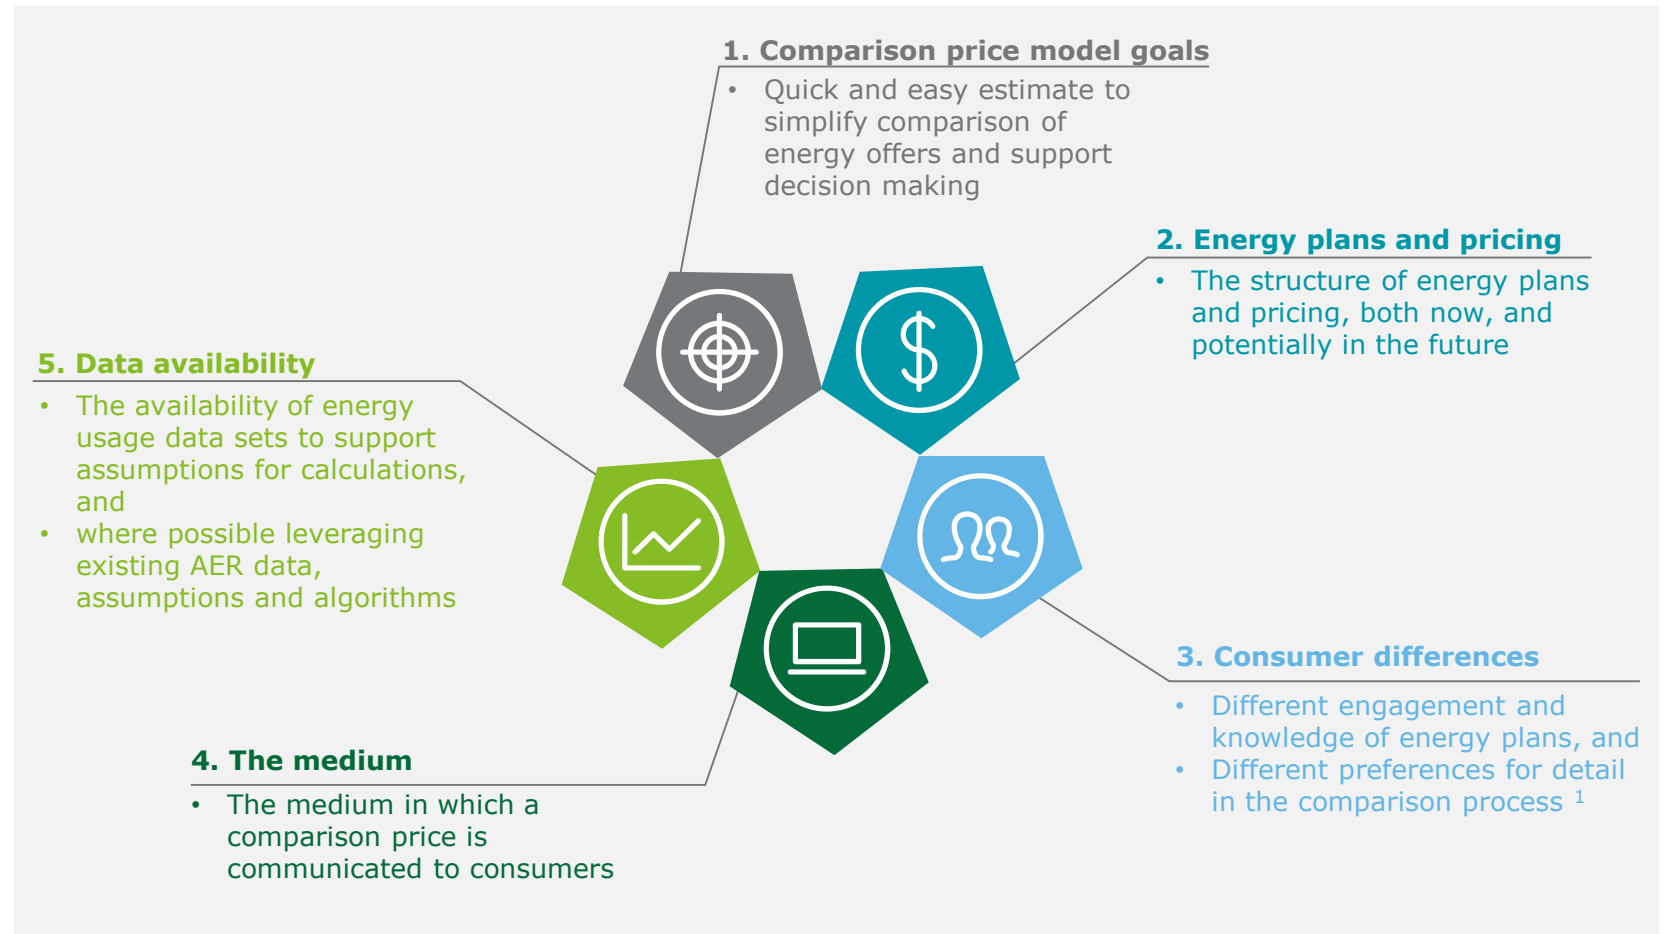 1. Comparison price model goals
• Quick and easy estimate to
simplify comparison of
energy offers and support
decision making
2. Energy plans and pricing
• The structure of energy plans
and pricing, both now, and
potentially in the future
3. Consumer differences
• Different engagement and
knowledge of energy plans, and
• Different preferences for detail
in the comparison process 1
4. The medium
• The medium in which a
comparison price is
communicated to consumers
5. Data availability
• The availability of energy
usage data sets to support
assumptions for calculations,
and
• where possible leveraging
existing AER data,
assumptions and algorithms